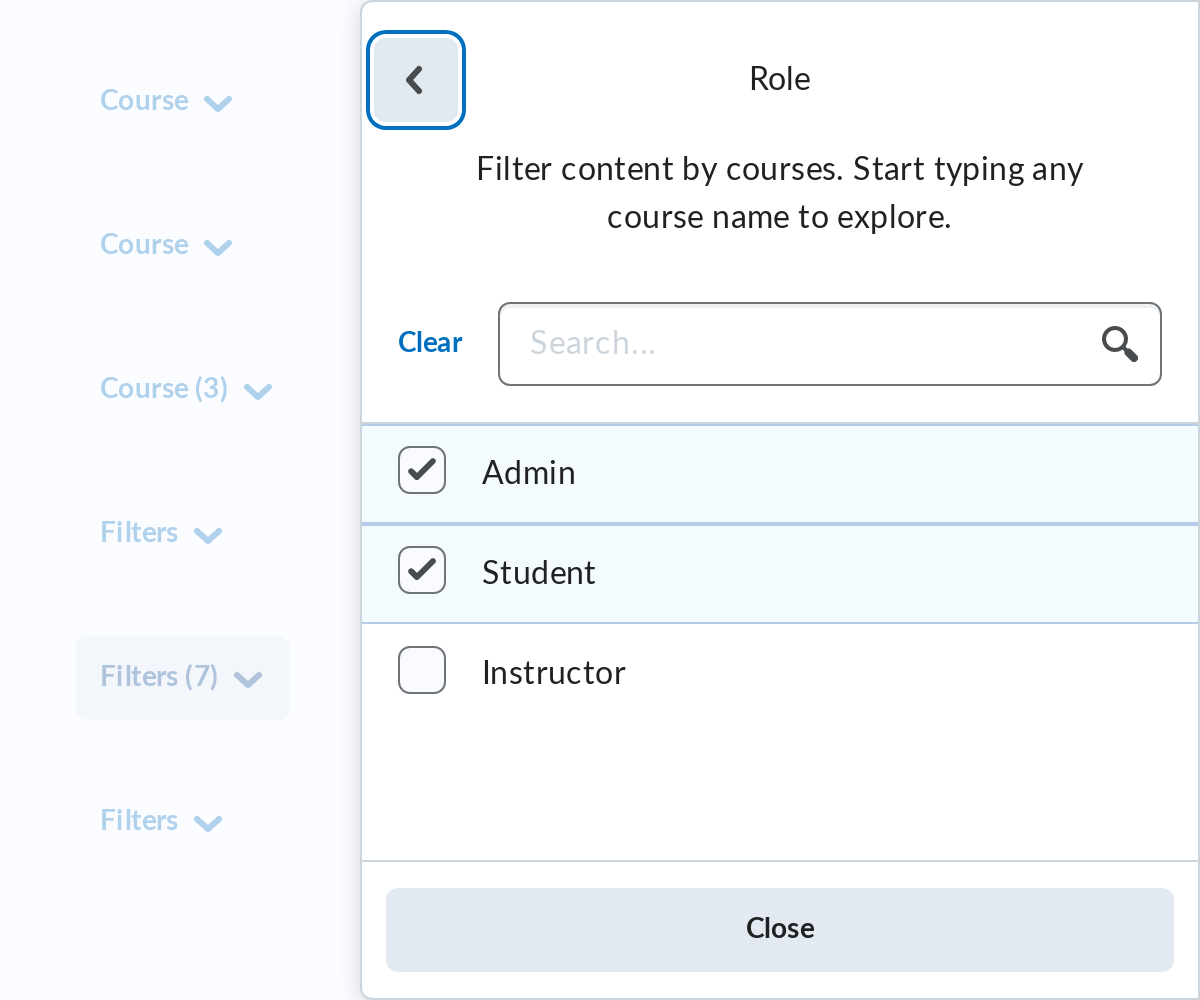 Course
Course
Course (3)
Filters
Filters (7)
Filters
Role
Filter content by courses. Start typing any
course name to explore.
Clear
Search...
Admin
Student
Instructor
Close